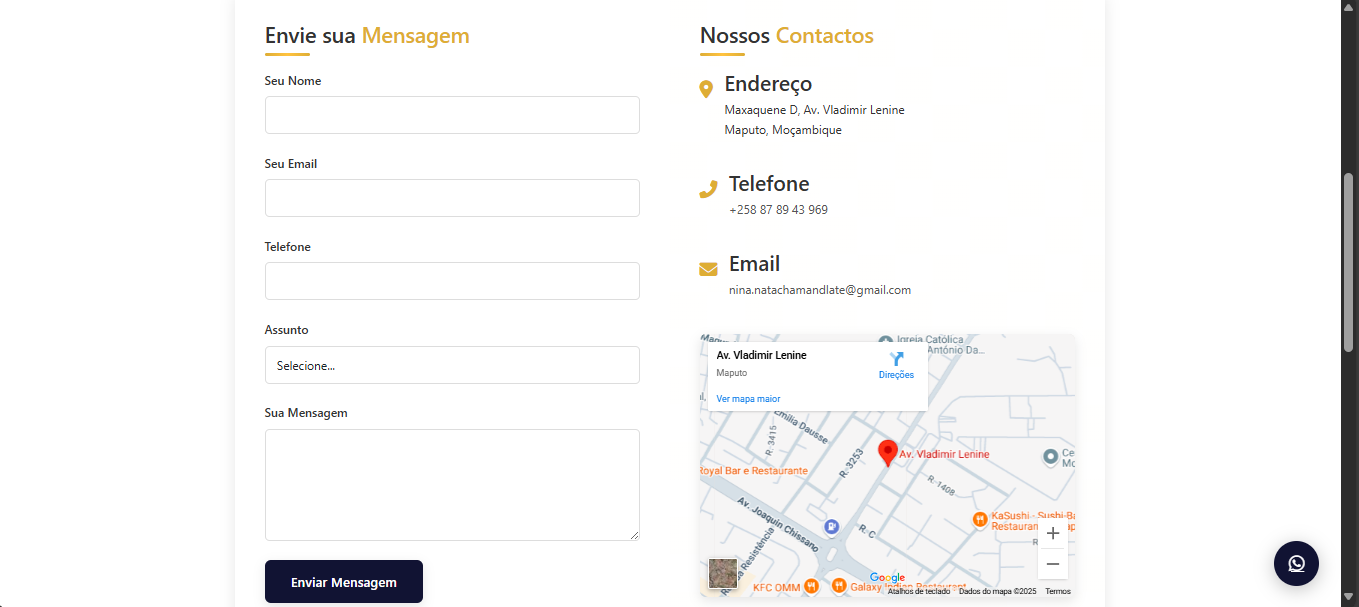 Envie sua Mensagem
Seu Nome
Seu Email
Telefone
Assunto
Selecione...
Sua Mensagem
Enviar Mensagem
Nossos Contactos
Endereço
Maxaquene D, Av. Vladimir Lenine
Maputo, Moçambique
Telefone
+258 87 89 43 969
Email
nina.natachamandlate@gmail.com
Igreja Católica
António Da...
Av. Vladimir Lenine
Maputo
Direções
Ver mapa maior
Emília Dausse
R. 3415
R. 3253
Av. Vladimir Lenine
Royal Bar e Restaurante
R. 1408
Av. Joaquim Chissano
R. C
KaSushi - Sushi Ba
Restauran
Resistência
KFC OMM
Galaxy Indian Restaurant
Google
Atalhos de teclado
Dados do mapa ©2025
Termos